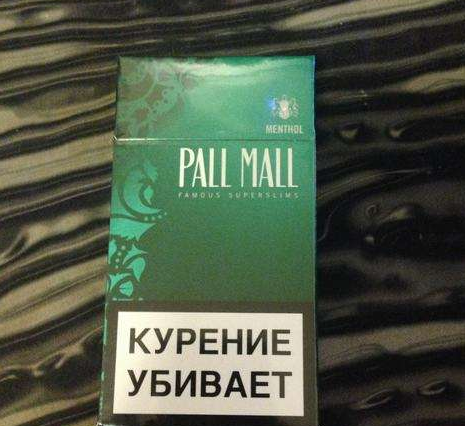 MENTHOL
PALL MALL
FAMOUS SUPERSLIMS
КУРЕНИЕ
УБИВАЕТ